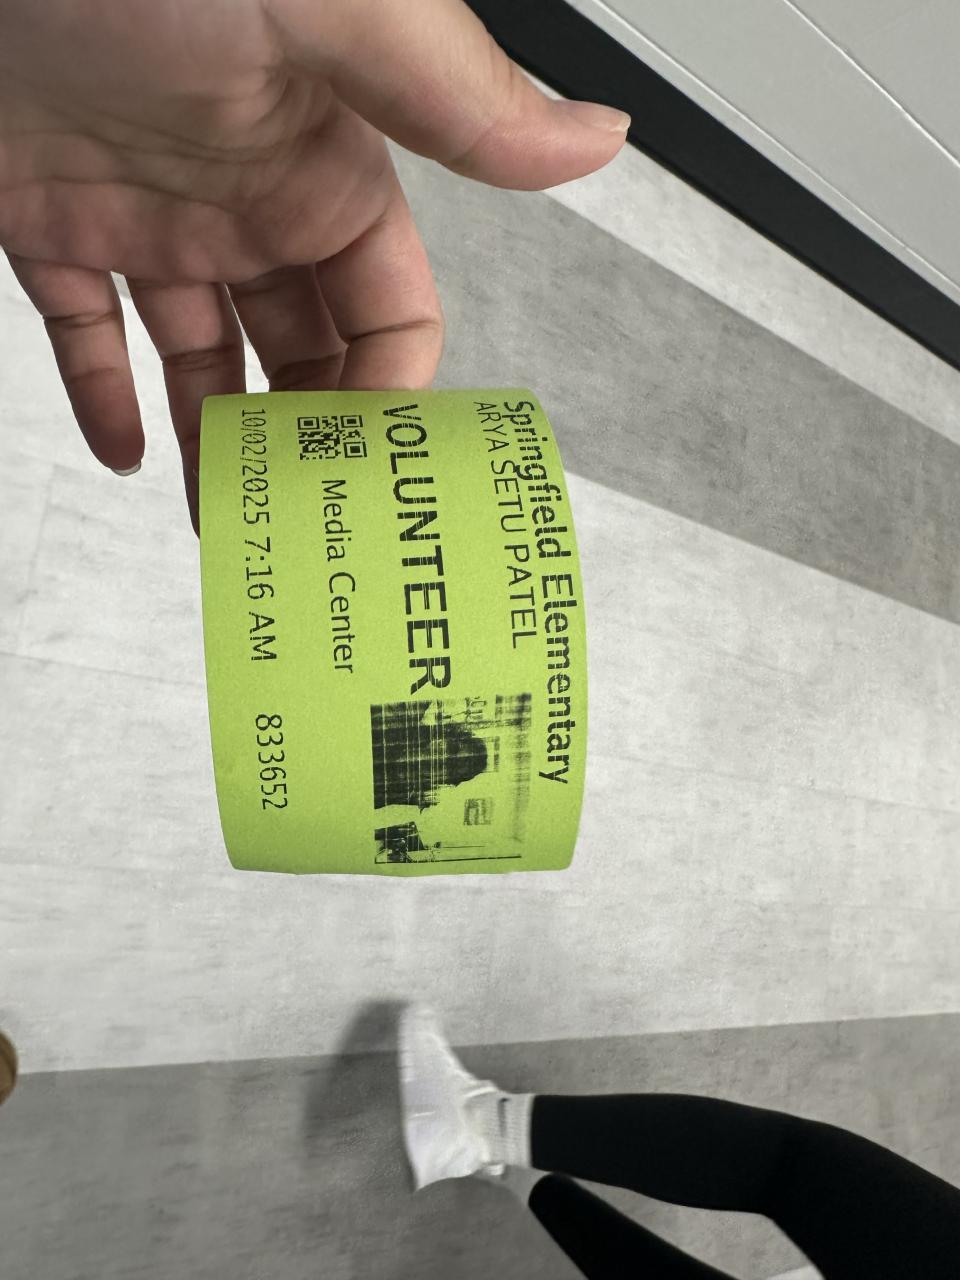 Springfield Elementary
ARYA SETU PATEL
VOLUNTEER
Media Center
10/02/2025 7:16 AM 833652